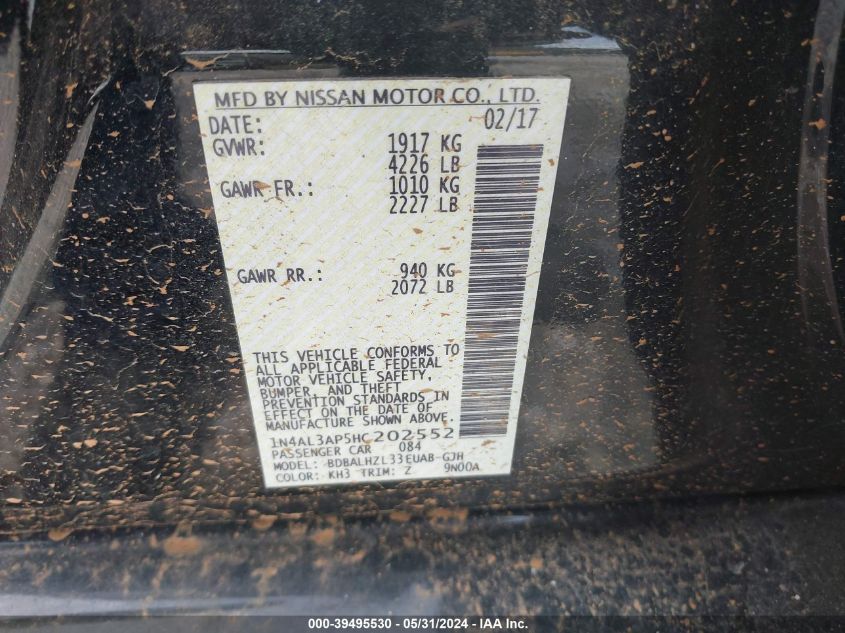 MFD BY NISSAN MOTOR CO., LTD.
DATE: 02/17
GVWR: 1917 KG
4226 LB
GAWR FR.: 1010 KG
2227 LB
GAWR RR.: 940 KG
2072 LB
THIS VEHICLE CONFORMS TO
ALL APPLICABLE FEDERAL
MOTOR VEHICLE SAFETY,
BUMPER, AND THEFT
PREVENTION STANDARDS IN
EFFECT ON THE DATE OF
MANUFACTURE SHOWN ABOVE.
1N4AL3AP5HC202552
PASSENGER CAR 084
MODEL: BDBALHZL33EUAB-GJH
COLOR: KH3 TRIM: Z 9N00A
000-39495530 - 05/31/2024 - IAA Inc.